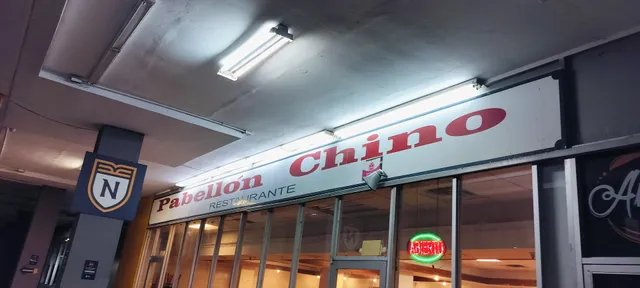 Pabellón Chino
RESTAURANTE
N
ABIERTO